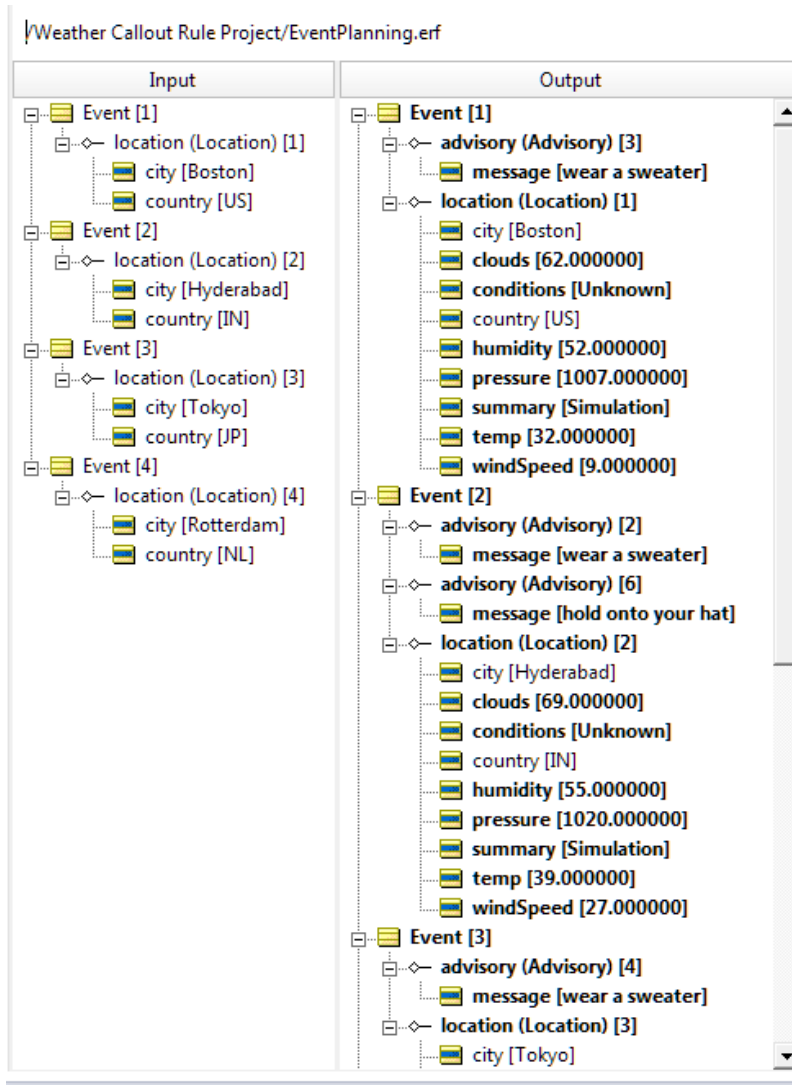 /Weather Callout Rule Project/EventPlanning.erf
Input
Event [1]
location (Location) [1]
city [Boston]
country [US]
Event [2]
location (Location) [2]
city [Hyderabad]
country [IN]
Event [3]
location (Location) [3]
city [Tokyo]
country [JP]
Event [4]
location (Location) [4]
city [Rotterdam]
country [NL]
Output
Event [1]
advisory (Advisory) [3]
message [wear a sweater]
location (Location) [1]
city [Boston]
clouds [62.000000]
conditions [Unknown]
country [US]
humidity [52.000000]
pressure [1007.000000]
summary [Simulation]
temp [32.000000]
windSpeed [9.000000]
Event [2]
advisory (Advisory) [2]
message [wear a sweater]
advisory (Advisory) [6]
message [hold onto your hat]
location (Location) [2]
city [Hyderabad]
clouds [69.000000]
conditions [Unknown]
country [IN]
humidity [55.000000]
pressure [1020.000000]
summary [Simulation]
temp [39.000000]
windSpeed [27.000000]
Event [3]
advisory (Advisory) [4]
message [wear a sweater]
location (Location) [3]
city [Tokyo]